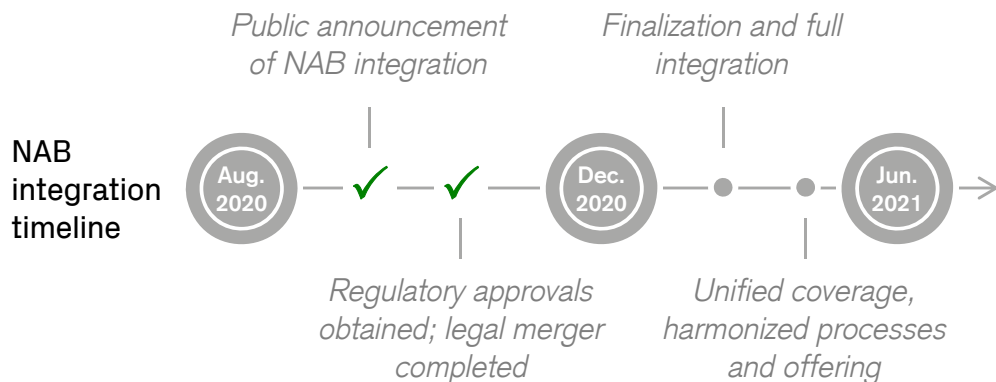 Public announcement
of NAB integration
Finalization and full
integration
NAB
integration
timeline
Aug.
2020
Dec.
2020
Jun.
2021
Regulatory approvals
obtained; legal merger
completed
Unified coverage,
harmonized processes
and offering